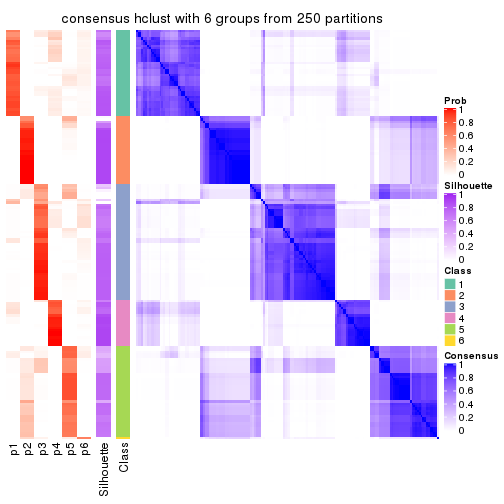 consensus hclust with 6 groups from 250 partitions
Prob
1
0.8
0.6
0.4
0.2
0
Silhouette
1
0.8
0.6
0.4
0.2
0
Class
1
2
3
4
5
6
Consensus
1
0.8
0.6
0.4
0.2
0
p1
p2
p3
p4
p5
p6
Silhouette
Class